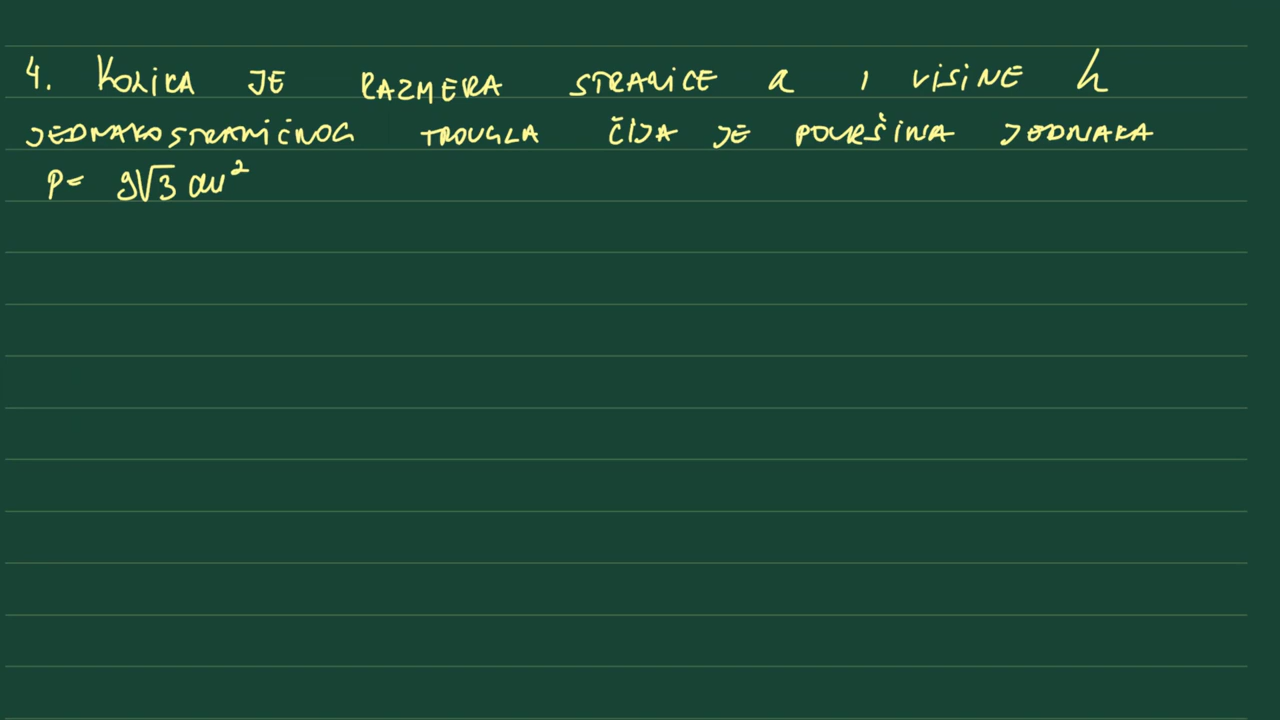 4. KOLIKA JE RAZMERA STRANICE a I VISINE h
JEDNAKOSTRANIČNOG TROUGLA ČIJA JE POVRŠINA JEDNAKA
P= 9√3 cm²